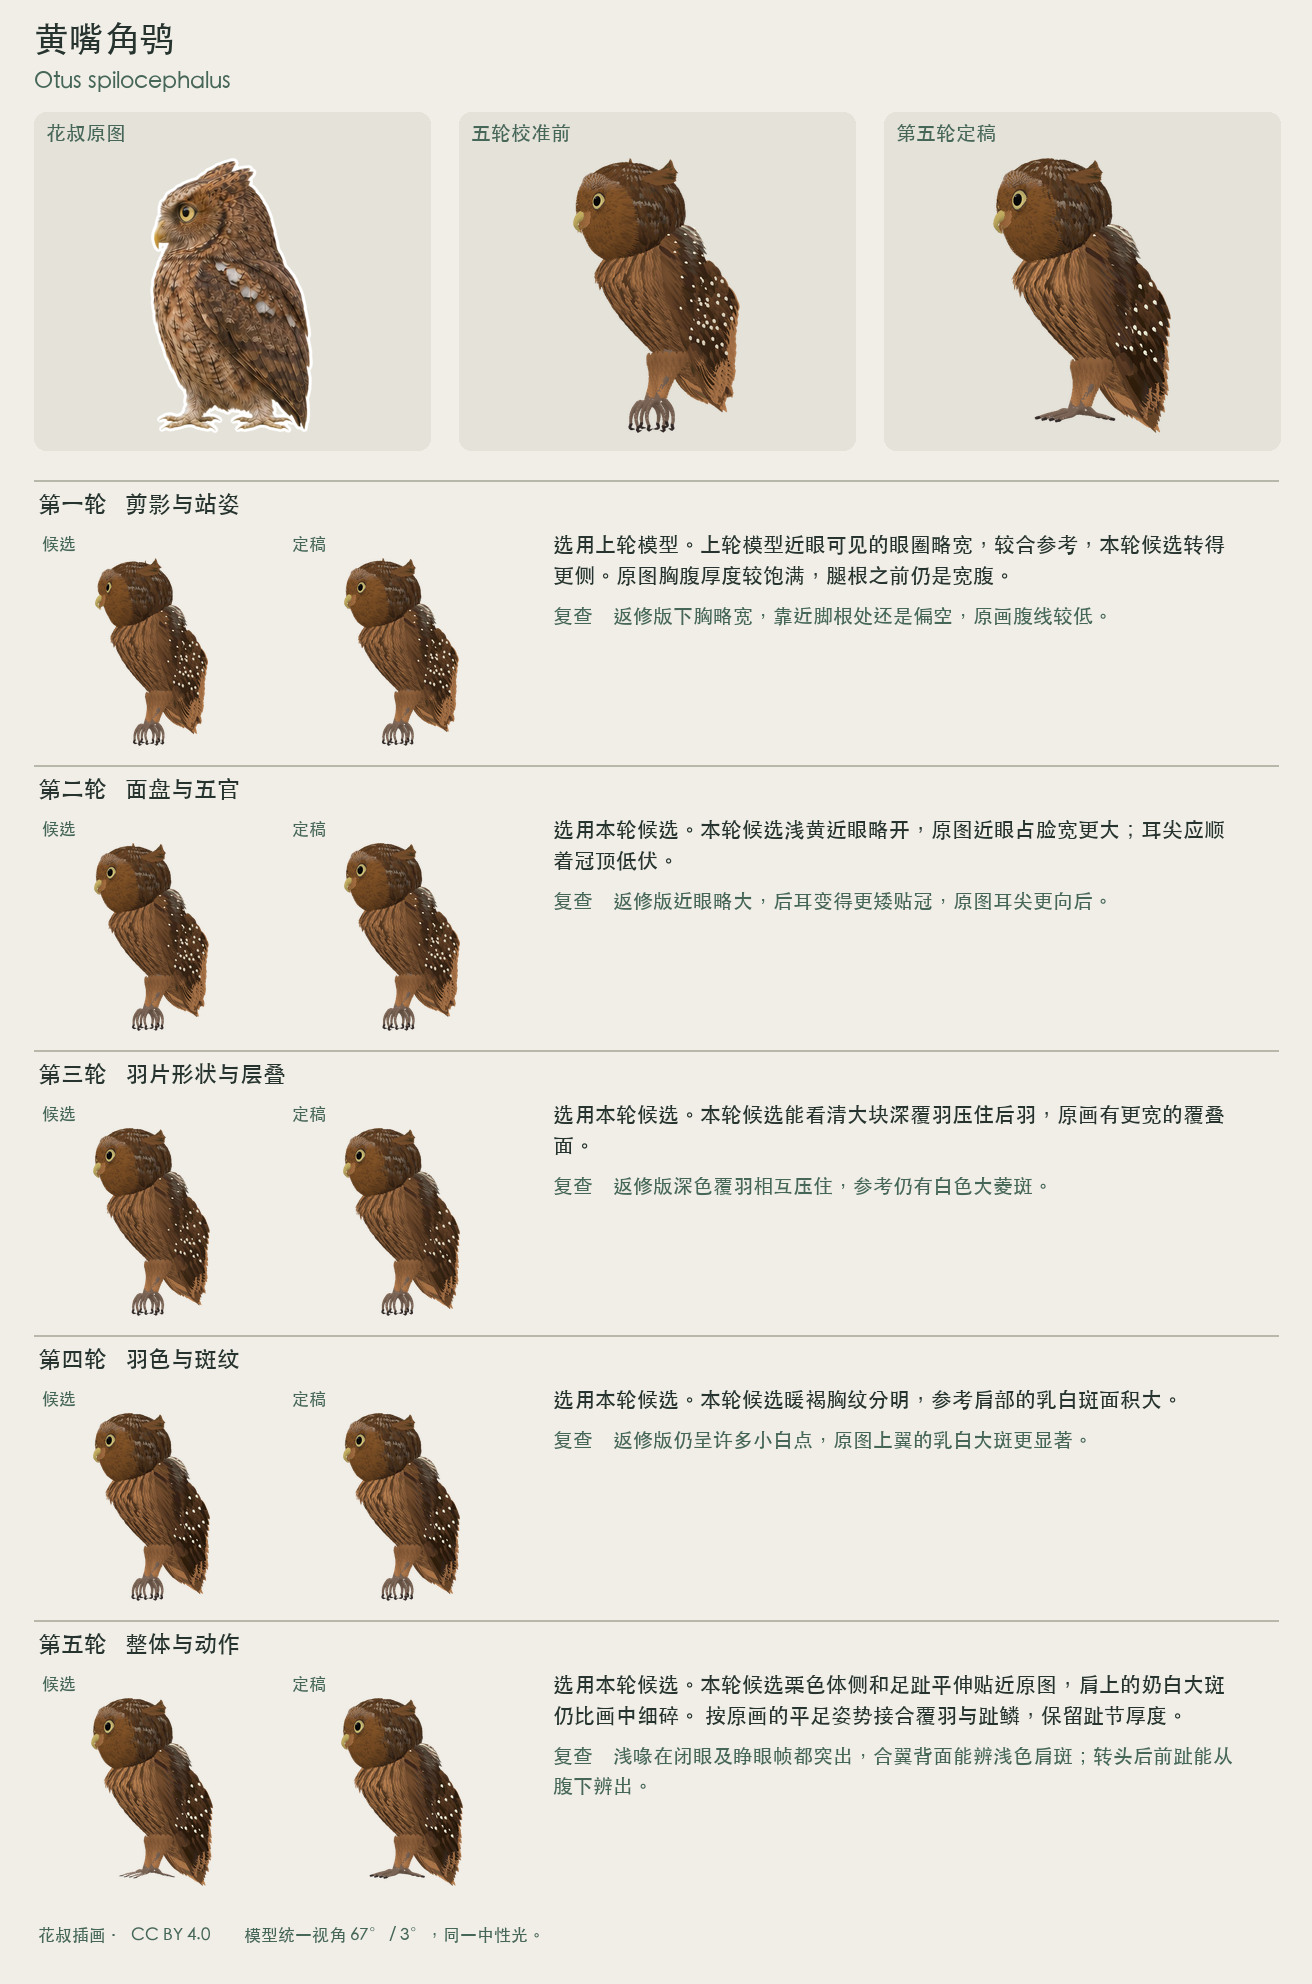 黄嘴角鸮
Otus spilocephalus
花叔原图
五轮校准前
第五轮定稿
第一轮 剪影与站姿
候选
定稿
选用上轮模型。上轮模型近眼可见的眼圈略宽，较合参考，本轮候选转得
更侧。原图胸腹厚度较饱满，腿根之前仍是宽腹。
复查 返修版下胸略宽，靠近脚根处还是偏空，原画腹线较低。
第二轮 面盘与五官
候选
定稿
选用本轮候选。本轮候选浅黄近眼略开，原图近眼占脸宽更大；耳尖应顺
着冠顶低伏。
复查 返修版近眼略大，后耳变得更矮贴冠，原图耳尖更向后。
第三轮 羽片形状与层叠
候选
定稿
选用本轮候选。本轮候选能看清大块深覆羽压住后羽，原画有更宽的覆叠
面。
复查 返修版深色覆羽相互压住，参考仍有白色大菱斑。
第四轮 羽色与斑纹
候选
定稿
选用本轮候选。本轮候选暖褐胸纹分明，参考肩部的乳白斑面积大。
复查 返修版仍呈许多小白点，原图上翼的乳白大斑更显著。
第五轮 整体与动作
候选
定稿
选用本轮候选。本轮候选栗色体侧和足趾平伸贴近原图，肩上的奶白大斑
仍比画中细碎。 按原画的平足姿势接合覆羽与趾鳞，保留趾节厚度。
复查 浅喙在闭眼及睁眼帧都突出，合翼背面能辨浅色肩斑；转头后前趾能从
腹下辨出。
花叔插画 · CC BY 4.0 模型统一视角 67° / 3° ，同一中性光。